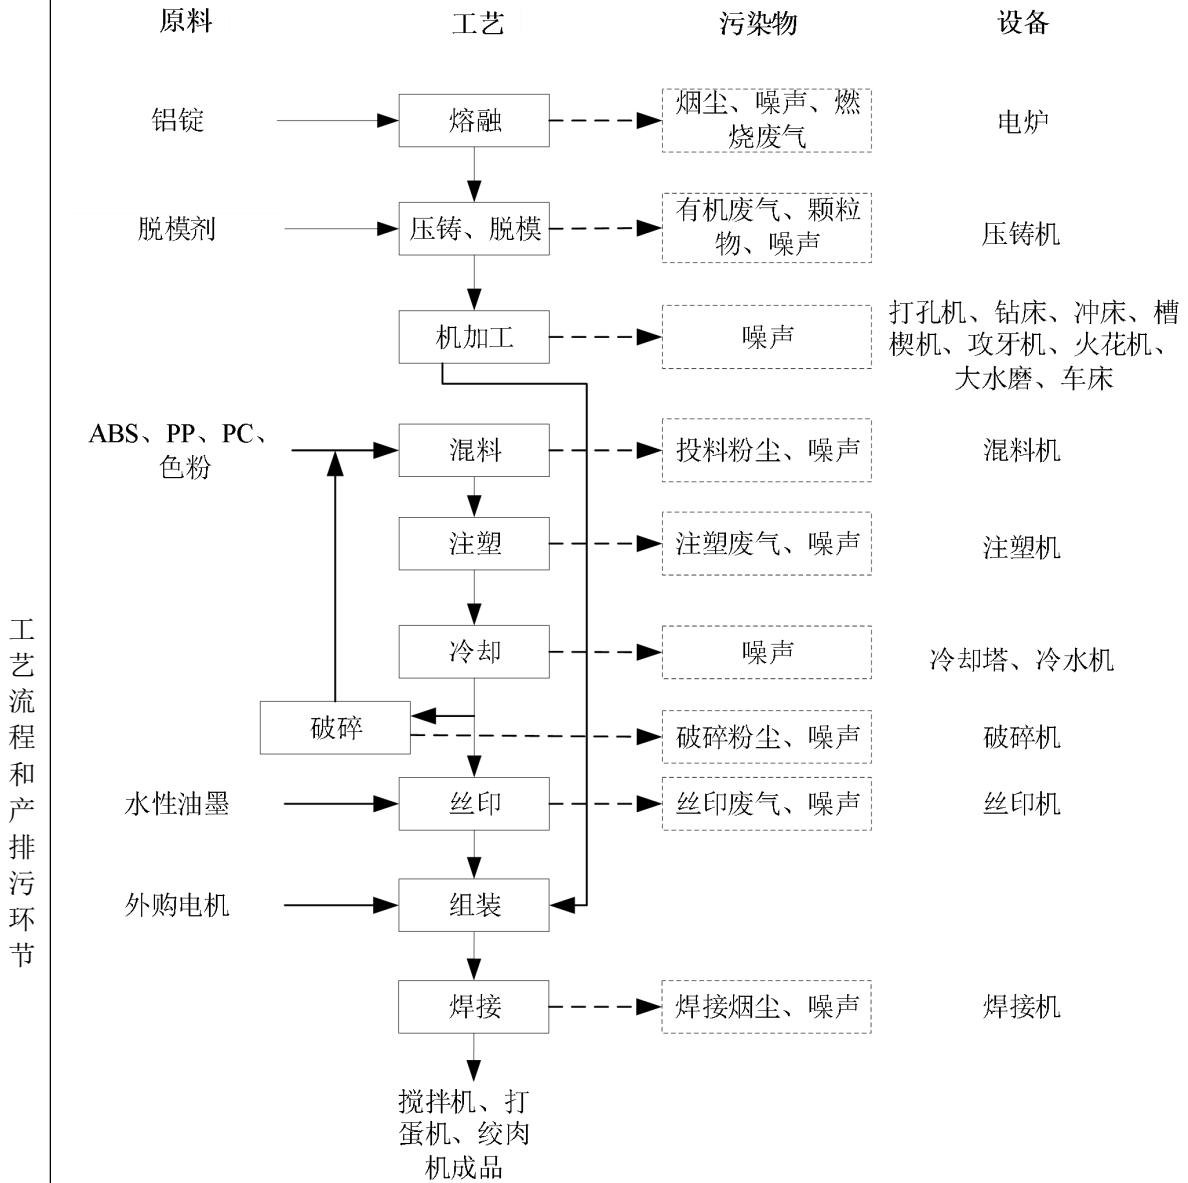 原料 工艺 污染物 设备
铝锭 熔融 烟尘、噪声、燃
烧废气 电炉
脱模剂 压铸、脱模 有机废气、颗粒
物、噪声 压铸机
机加工 噪声 打孔机、钻床、冲床、槽
楔机、攻牙机、火花机、
大水磨、车床
ABS、PP、PC、
色粉 混料 投料粉尘、噪声 混料机
注塑 注塑废气、噪声 注塑机
冷却 噪声 冷却塔、冷水机
破碎 破碎粉尘、噪声 破碎机
水性油墨 丝印 丝印废气、噪声 丝印机
外购电机 组装
焊接 焊接烟尘、噪声 焊接机
搅拌机、打
蛋机、绞肉
机成品
工艺流程和产排污环节